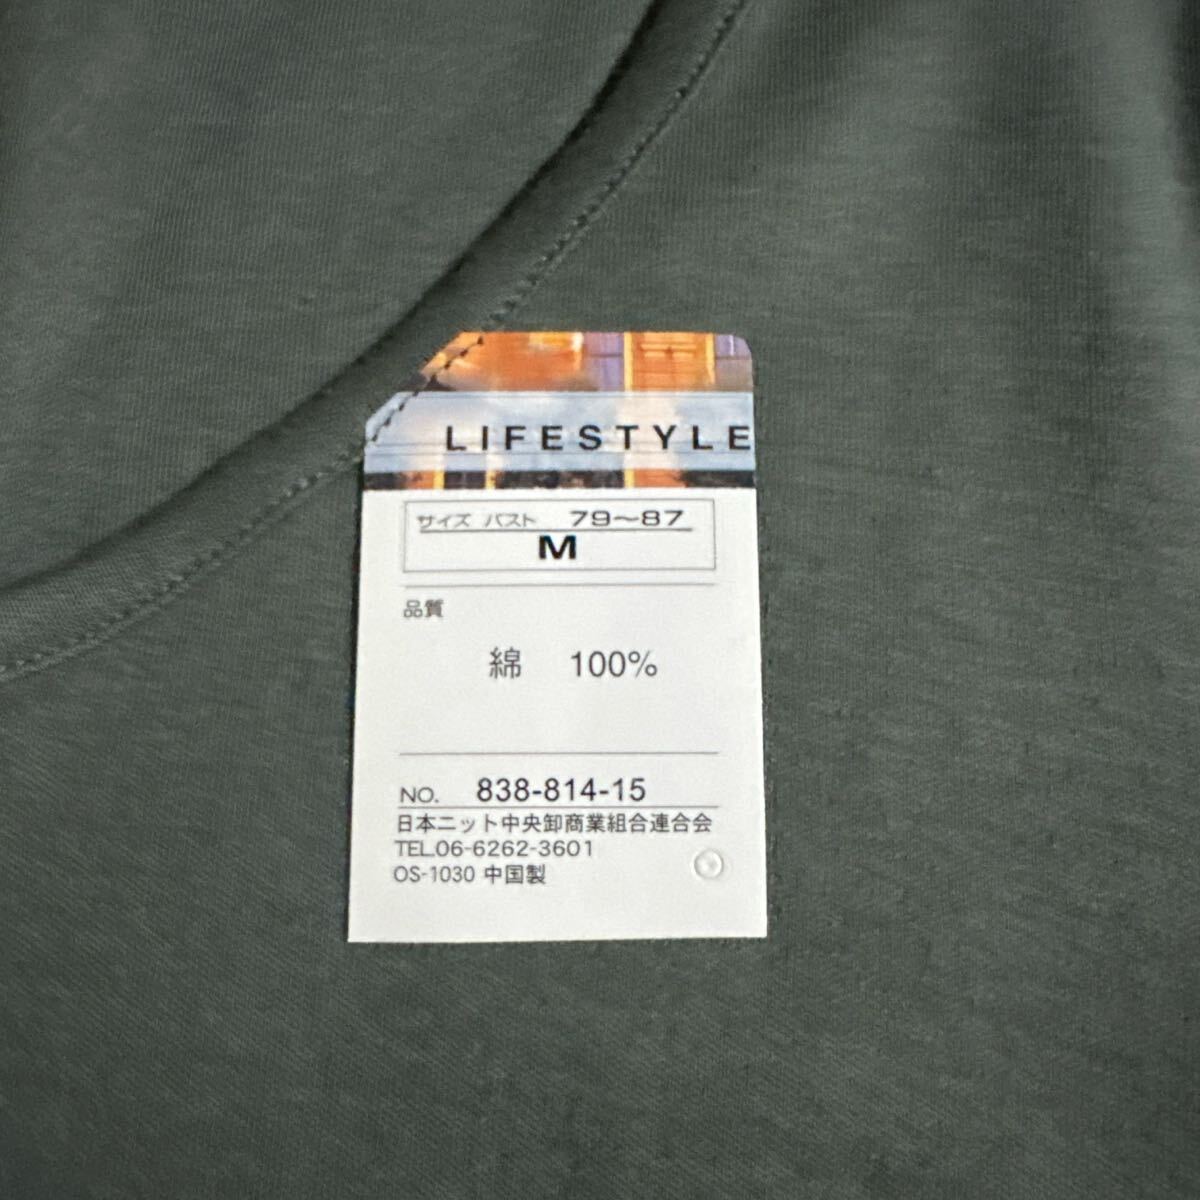 LIFESTYLE
サイズ バスト 79〜87
M
品質
綿 100%
NO. 838-814-15
日本ニット中央卸商業組合連合会
TEL.06-6262-3601
OS-1030 中国製